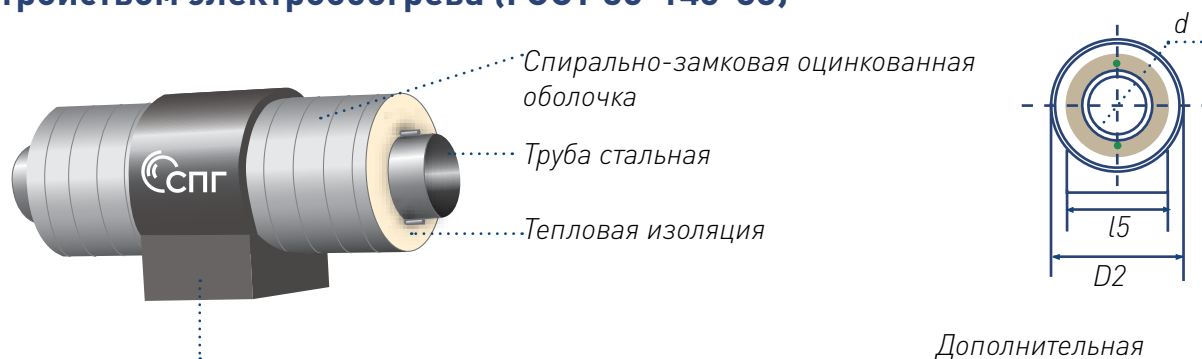 Спирально-замковая оцинкованная
оболочка
Труба стальная
Тепловая изоляция
СПГ
d
l5
D2
Дополнительная